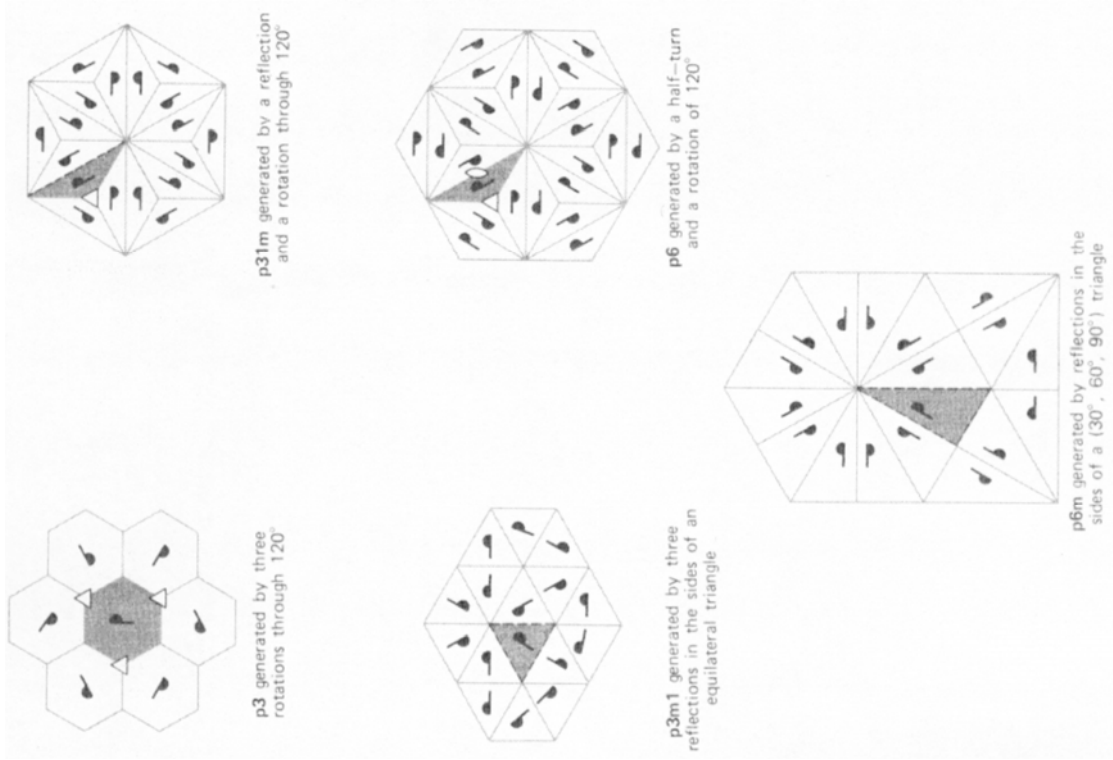 p3 generated by three
rotations through 120°
p31m generated by a reflection
and a rotation through 120°
p3m1 generated by three
reflections in the sides of an
equilateral triangle
p6 generated by a half—turn
and a rotation of 120°
p6m generated by reflections in the
sides of a (30°, 60°, 90°) triangle